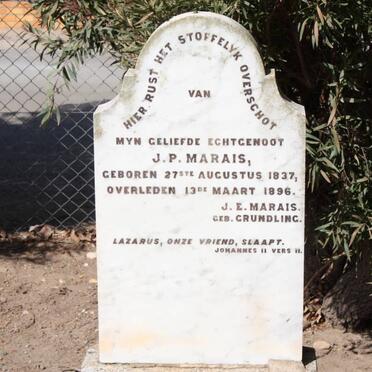 HIER RUST HET STOFFELYK OVERSCHOT
VAN
MYN GELIEFDE ECHTGENOOT
J.P. MARAIS,
GEBOREN 27STE AUGUSTUS 1837,
OVERLEDEN 13DE MAART 1896.
J.E. MARAIS.
GEB. GRUNDLING.
LAZARUS, ONZE VRIEND, SLAAPT.
JOHANNES 11 VERS 11.